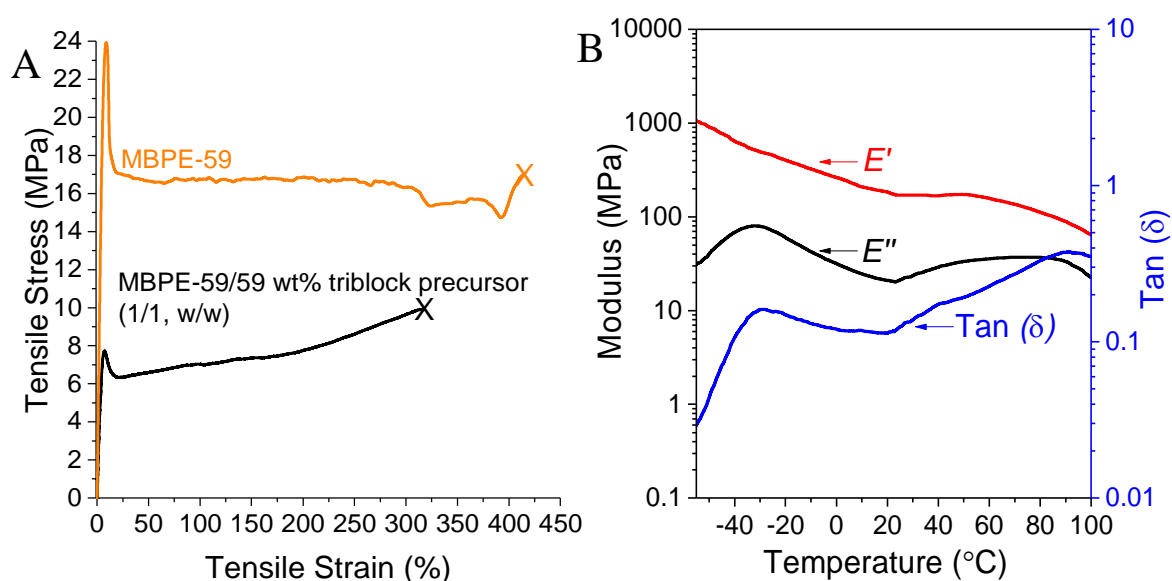 A
Tensile Stress (MPa)
24
22
20
18
16
14
12
10
8
6
4
2
0
MBPE-59
X
MBPE-59/59 wt% triblock precursor
(1/1, w/w)
X
0 50 100 150 200 250 300 350 400 450
Tensile Strain (%)
B
Modulus (MPa)
10000
1000
100
10
1
0.1
E'
E"
Tan (δ)
-40 -20 0 20 40 60 80 100
Temperature (°C)
10
1
0.1
0.01
Tan (δ)